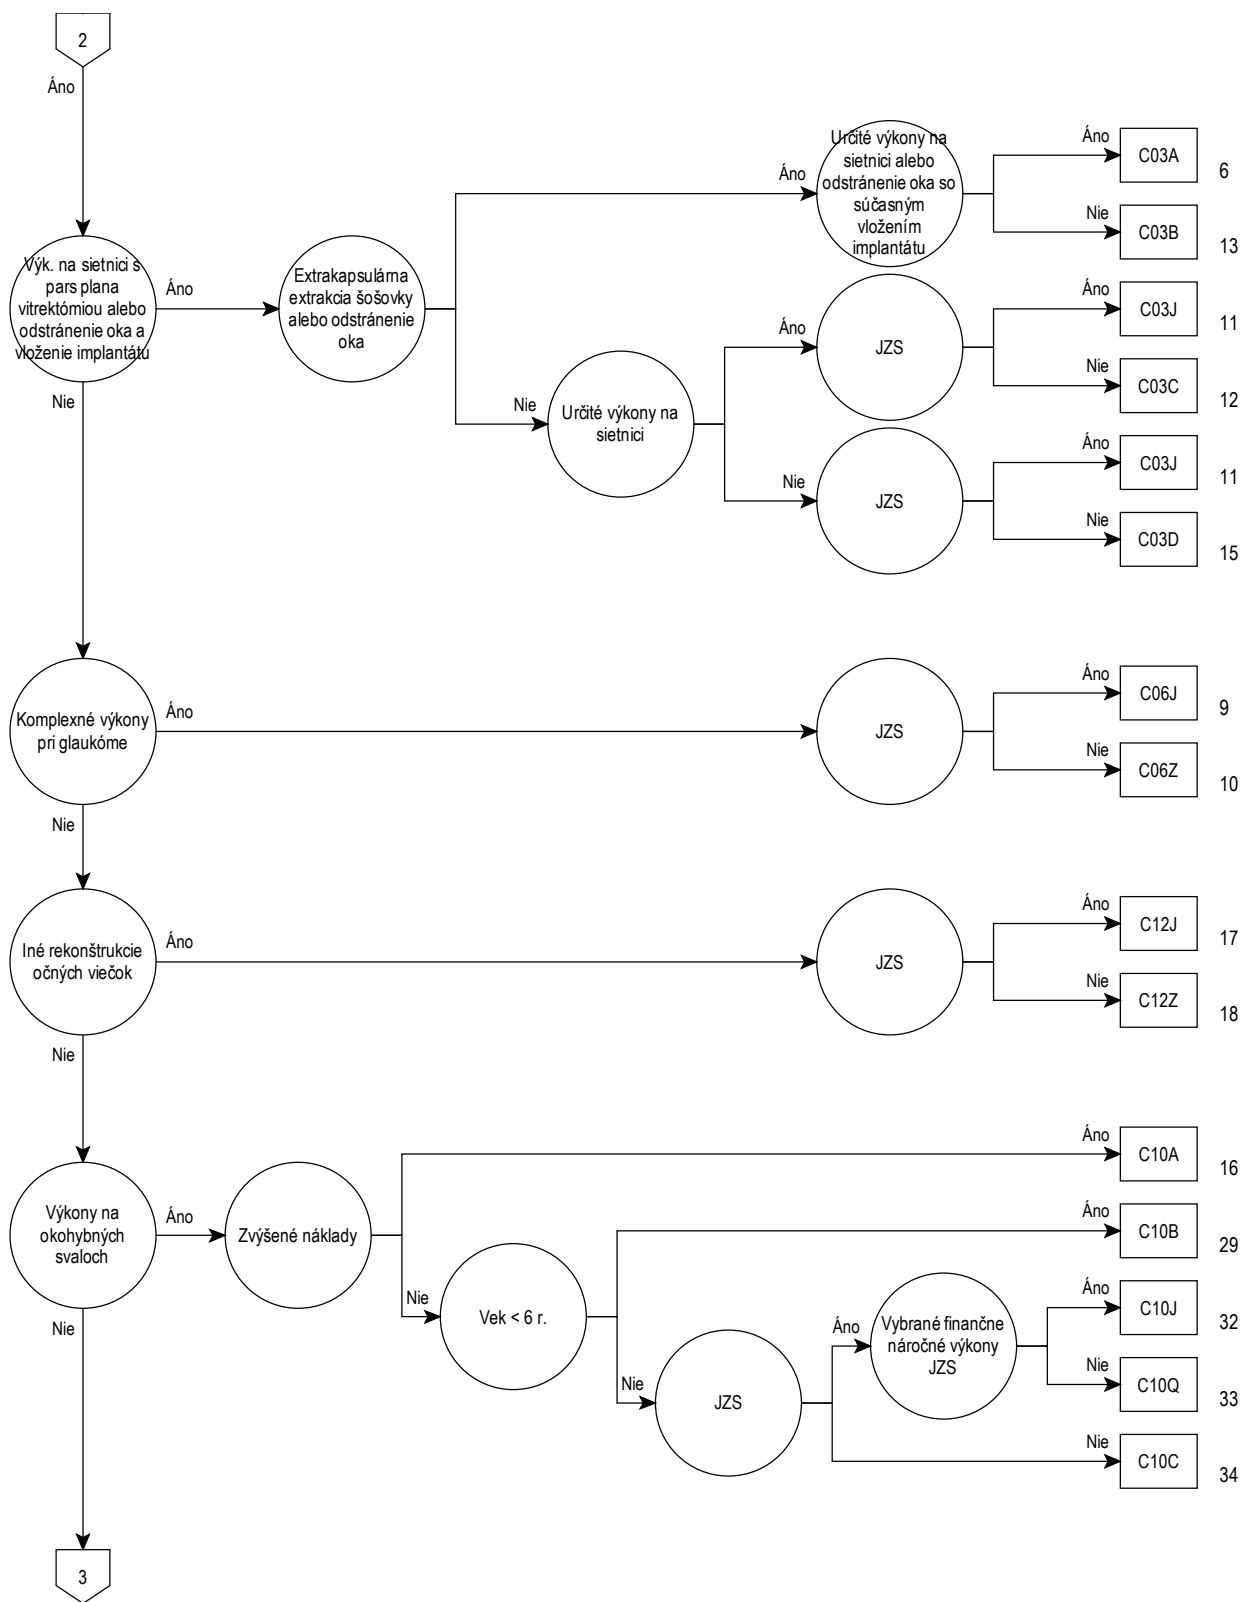 2
Áno
Výk. na sietnici s
pars plana
vitrektómiou alebo
odstránenie oka a
vloženie implantátu
Áno
Nie
Extrakapsulárna
extrakcia šošovky
alebo odstránenie
oka
Áno
Nie
Určité výkony na
sietnici alebo
odstránenie oka so
súčasným
vložením
implantátu
Áno
C03A
6
Nie
C03B
13
Určité výkony na
sietnici
Áno
JZS
Áno
C03J
11
Nie
C03C
12
Nie
JZS
Áno
C03J
11
Nie
C03D
15
Komplexné výkony
pri glaukóme
Áno
Nie
JZS
Áno
C06J
9
Nie
C06Z
10
Iné rekonštrukcie
očných viečok
Áno
Nie
JZS
Áno
C12J
17
Nie
C12Z
18
Výkony na
okohybných
svaloch
Áno
Nie
Zvýšené náklady
Áno
C10A
16
Nie
Vek < 6 r.
Áno
C10B
29
Nie
JZS
Áno
Vybrané finančne
náročné výkony
JZS
Áno
C10J
32
Nie
C10Q
33
Nie
C10C
34
3